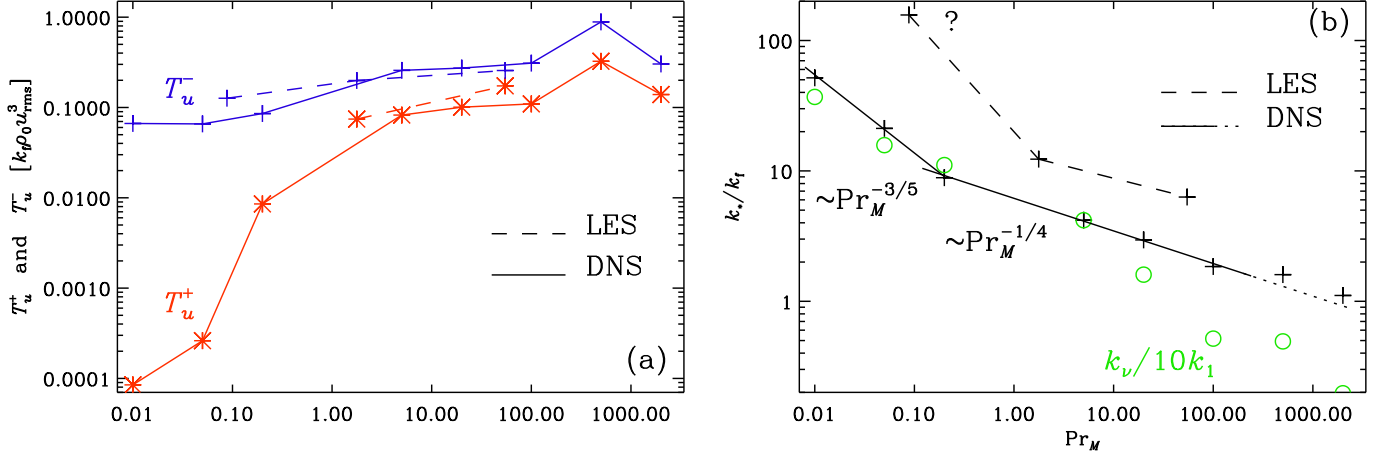 1.0000
0.1000
0.0100
0.0010
0.0001
T_u^+ and T_u^- [k_f ρ_0 u_rms^3]
T_u^-
T_u^+
LES
DNS
(a)
0.01 0.10 1.00 10.00 100.00 1000.00
100
10
1
k_*/k_f
?
(b)
LES
DNS
~Pr_M^{-3/5}
~Pr_M^{-1/4}
k_ν/10k_1
0.01 0.10 1.00 10.00 100.00 1000.00
Pr_M